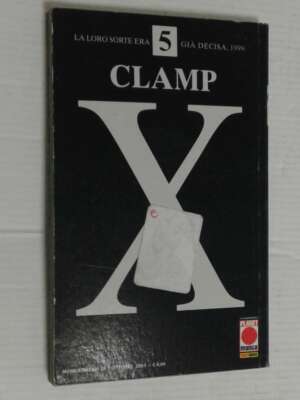 LA LORO SORTE ERA 5 GIÀ DECISA, 1999
CLAMP
X
PLANET
manga